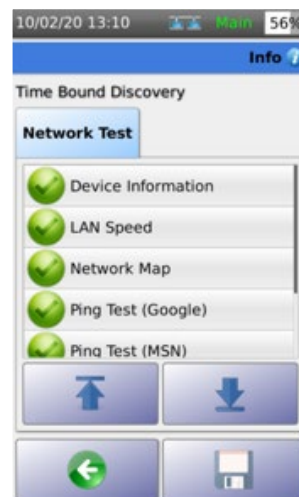 10/02/20 13:10 Main 56%
Info ?
Time Bound Discovery
Network Test
Device Information
LAN Speed
Network Map
Ping Test (Google)
Ping Test (MSN)